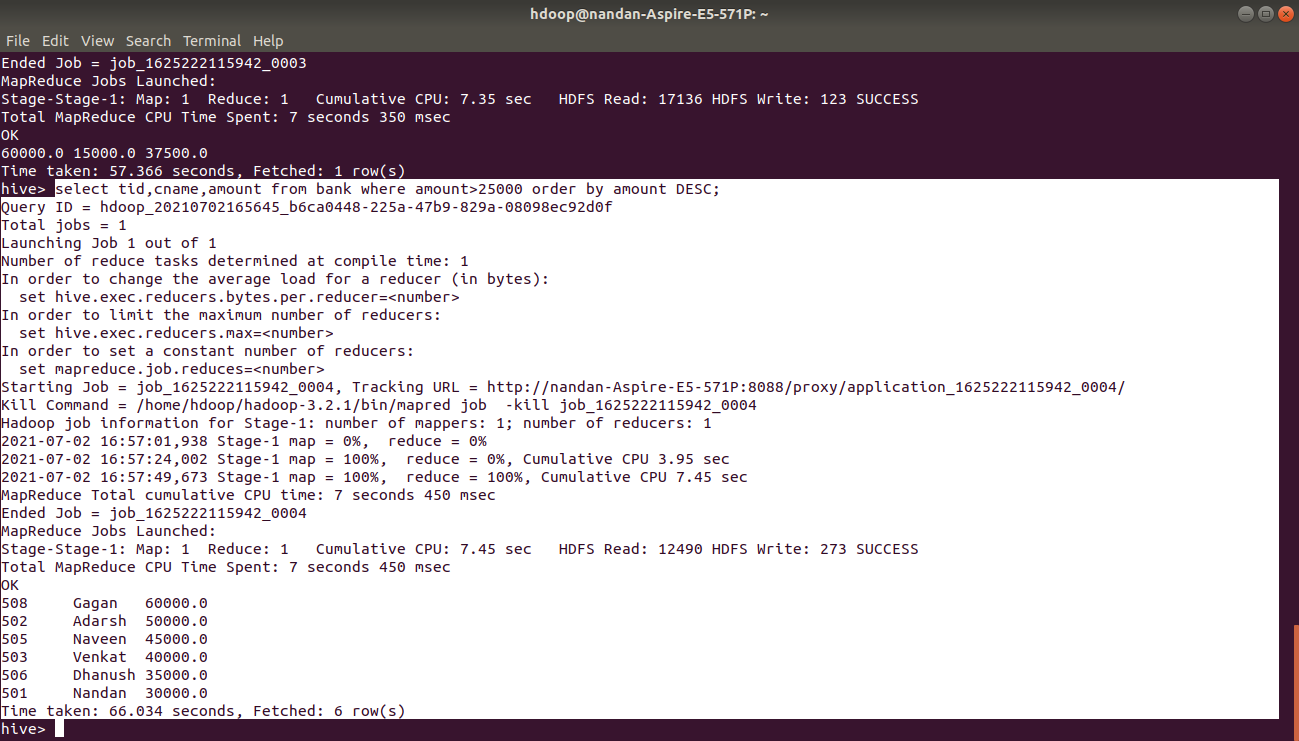 hdoop@nandan-Aspire-E5-571P: ~
File Edit View Search Terminal Help
Ended Job = job_1625222115942_0003
MapReduce Jobs Launched:
Stage-Stage-1: Map: 1  Reduce: 1   Cumulative CPU: 7.35 sec   HDFS Read: 17136 HDFS Write: 123 SUCCESS
Total MapReduce CPU Time Spent: 7 seconds 350 msec
OK
60000.0 15000.0 37500.0
Time taken: 57.366 seconds, Fetched: 1 row(s)
hive> select tid,cname,amount from bank where amount>25000 order by amount DESC;
Query ID = hdoop_20210702165645_b6ca0448-225a-47b9-829a-08098ec92d0f
Total jobs = 1
Launching Job 1 out of 1
Number of reduce tasks determined at compile time: 1
In order to change the average load for a reducer (in bytes):
  set hive.exec.reducers.bytes.per.reducer=<number>
In order to limit the maximum number of reducers:
  set hive.exec.reducers.max=<number>
In order to set a constant number of reducers:
  set mapreduce.job.reduces=<number>
Starting Job = job_1625222115942_0004, Tracking URL = http://nandan-Aspire-E5-571P:8088/proxy/application_1625222115942_0004/
Kill Command = /home/hdoop/hadoop-3.2.1/bin/mapred job  -kill job_1625222115942_0004
Hadoop job information for Stage-1: number of mappers: 1; number of reducers: 1
2021-07-02 16:57:01,938 Stage-1 map = 0%,  reduce = 0%
2021-07-02 16:57:24,002 Stage-1 map = 100%,  reduce = 0%, Cumulative CPU 3.95 sec
2021-07-02 16:57:49,673 Stage-1 map = 100%,  reduce = 100%, Cumulative CPU 7.45 sec
MapReduce Total cumulative CPU time: 7 seconds 450 msec
Ended Job = job_1625222115942_0004
MapReduce Jobs Launched:
Stage-Stage-1: Map: 1  Reduce: 1   Cumulative CPU: 7.45 sec   HDFS Read: 12490 HDFS Write: 273 SUCCESS
Total MapReduce CPU Time Spent: 7 seconds 450 msec
OK
508     Gagan   60000.0
502     Adarsh  50000.0
505     Naveen  45000.0
503     Venkat  40000.0
506     Dhanush 35000.0
501     Nandan  30000.0
Time taken: 66.034 seconds, Fetched: 6 row(s)
hive>